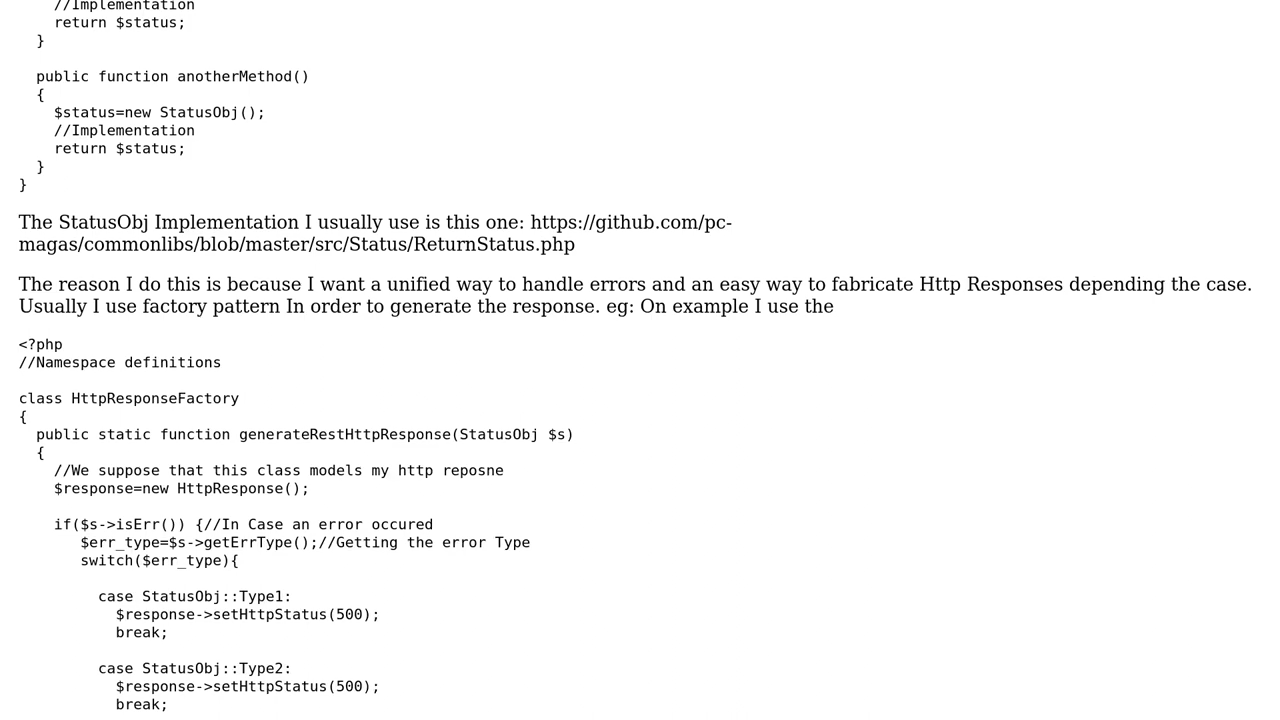 //Implementation
    return $status;
  }

  public function anotherMethod()
  {
    $status=new StatusObj();
    //Implementation
    return $status;
  }
}
The StatusObj Implementation I usually use is this one: https://github.com/pc-
magas/commonlibs/blob/master/src/Status/ReturnStatus.php
The reason I do this is because I want a unified way to handle errors and an easy way to fabricate Http Responses depending the case.
Usually I use factory pattern In order to generate the response. eg: On example I use the
<?php
//Namespace definitions

class HttpResponseFactory
{
  public static function generateRestHttpResponse(StatusObj $s)
  {
    //We suppose that this class models my http reposne
    $response=new HttpResponse();

    if($s->isErr()) {//In Case an error occured
       $err_type=$s->getErrType();//Getting the error Type
       switch($err_type){

         case StatusObj::Type1:
           $response->setHttpStatus(500);
           break;

         case StatusObj::Type2:
           $response->setHttpStatus(500);
           break;